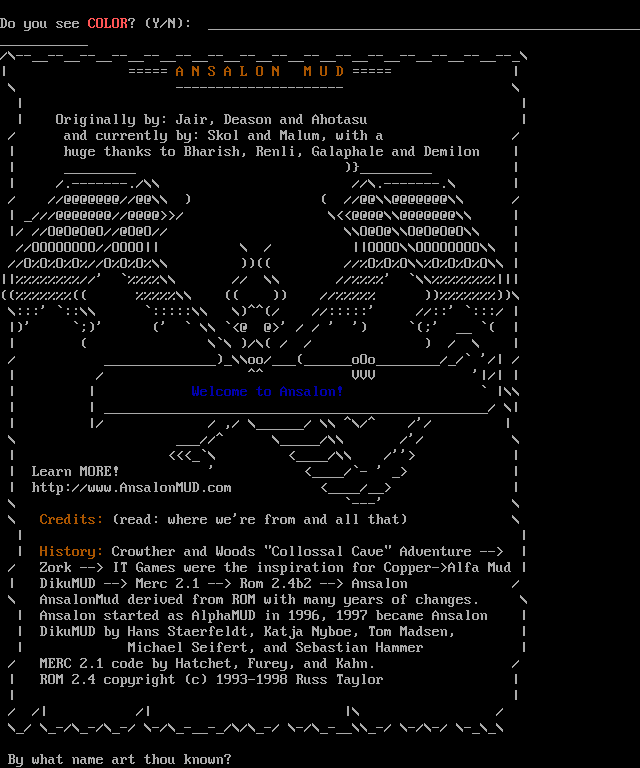 Do you see COLOR? (Y/N):
===== A N S A L O N   M U D =====
Originally by: Jair, Deason and Ahotasu
and currently by: Skol and Malum, with a
huge thanks to Bharish, Renli, Galaphale and Demilon
Welcome to Ansalon!
Learn MORE!
http://www.AnsalonMUD.com
Credits: (read: where we're from and all that)
History: Crowther and Woods "Collossal Cave" Adventure -->
Zork --> IT Games were the inspiration for Copper->Alfa Mud
DikuMUD --> Merc 2.1 --> Rom 2.4b2 --> Ansalon
AnsalonMud derived from ROM with many years of changes.
Ansalon started as AlphaMUD in 1996, 1997 became Ansalon
DikuMUD by Hans Staerfeldt, Katja Nyboe, Tom Madsen,
Michael Seifert, and Sebastian Hammer
MERC 2.1 code by Hatchet, Furey, and Kahn.
ROM 2.4 copyright (c) 1993-1998 Russ Taylor
By what name art thou known?